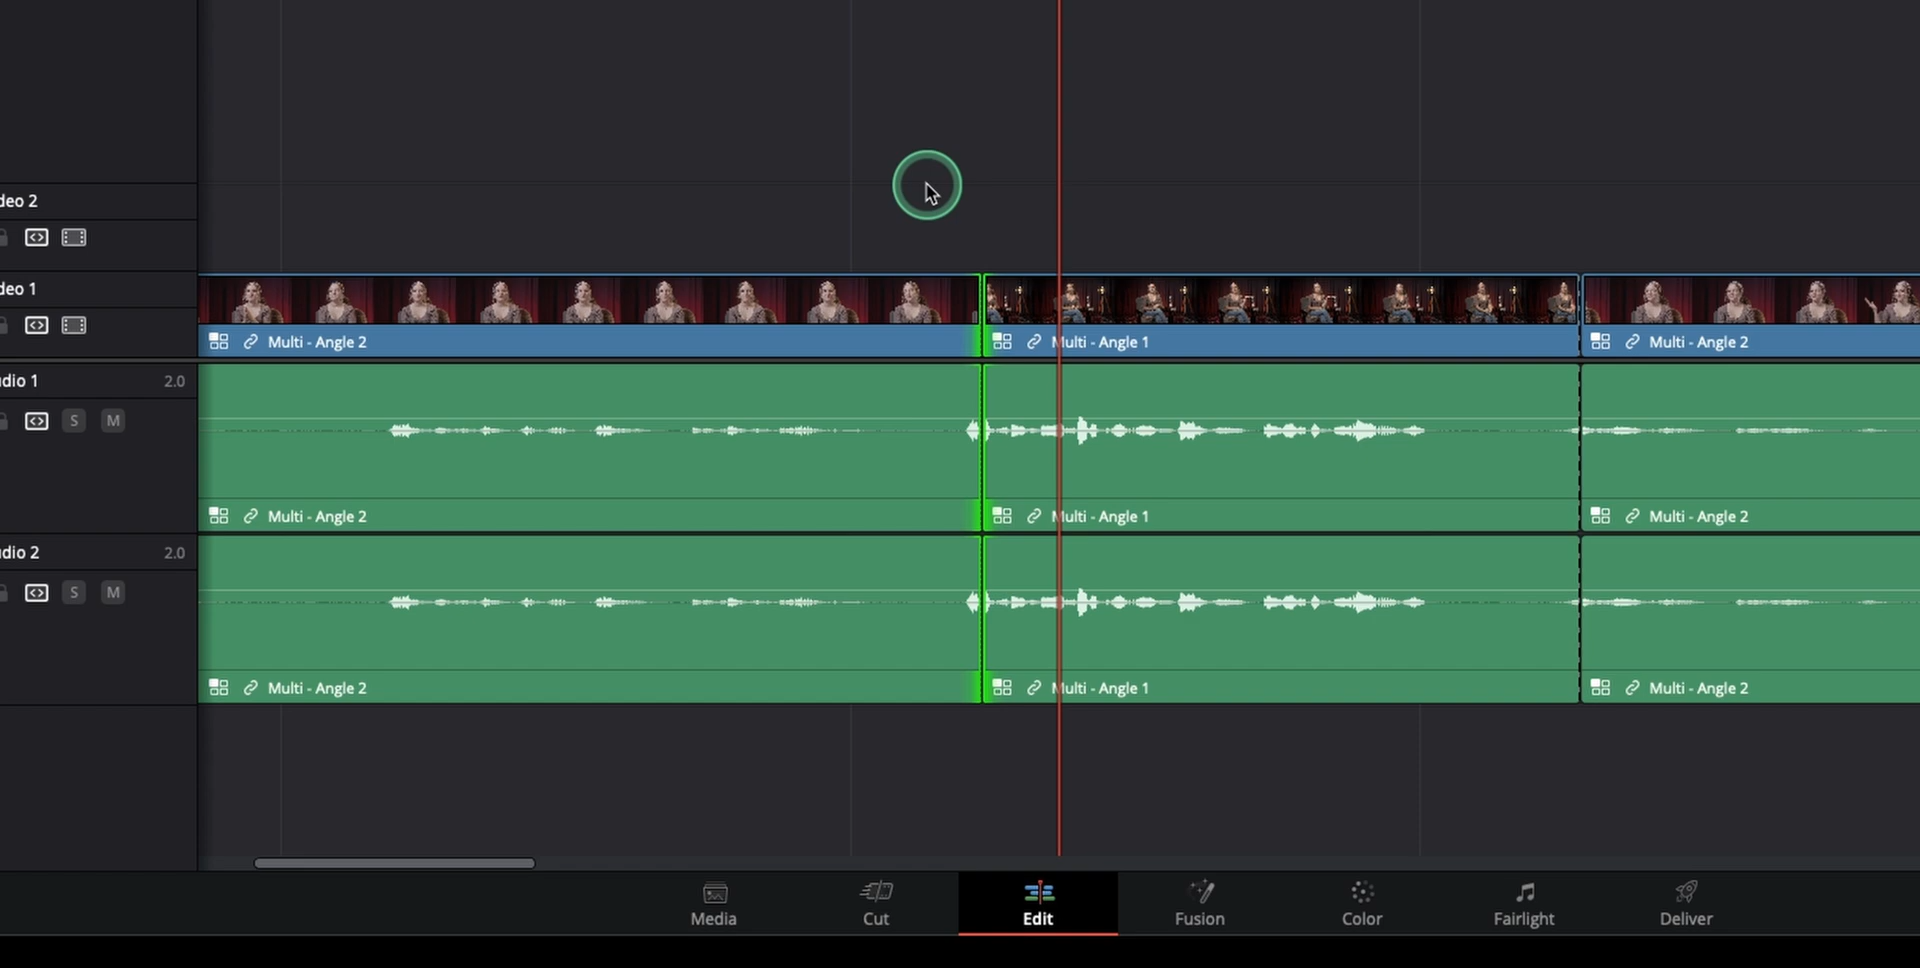 deo 2
deo 1
Multi - Angle 2
Multi - Angle 1
Multi - Angle 2
dio 1 2.0
S M
Multi - Angle 2
Multi - Angle 1
Multi - Angle 2
dio 2 2.0
S M
Multi - Angle 2
Multi - Angle 1
Multi - Angle 2
Media
Cut
Edit
Fusion
Color
Fairlight
Deliver